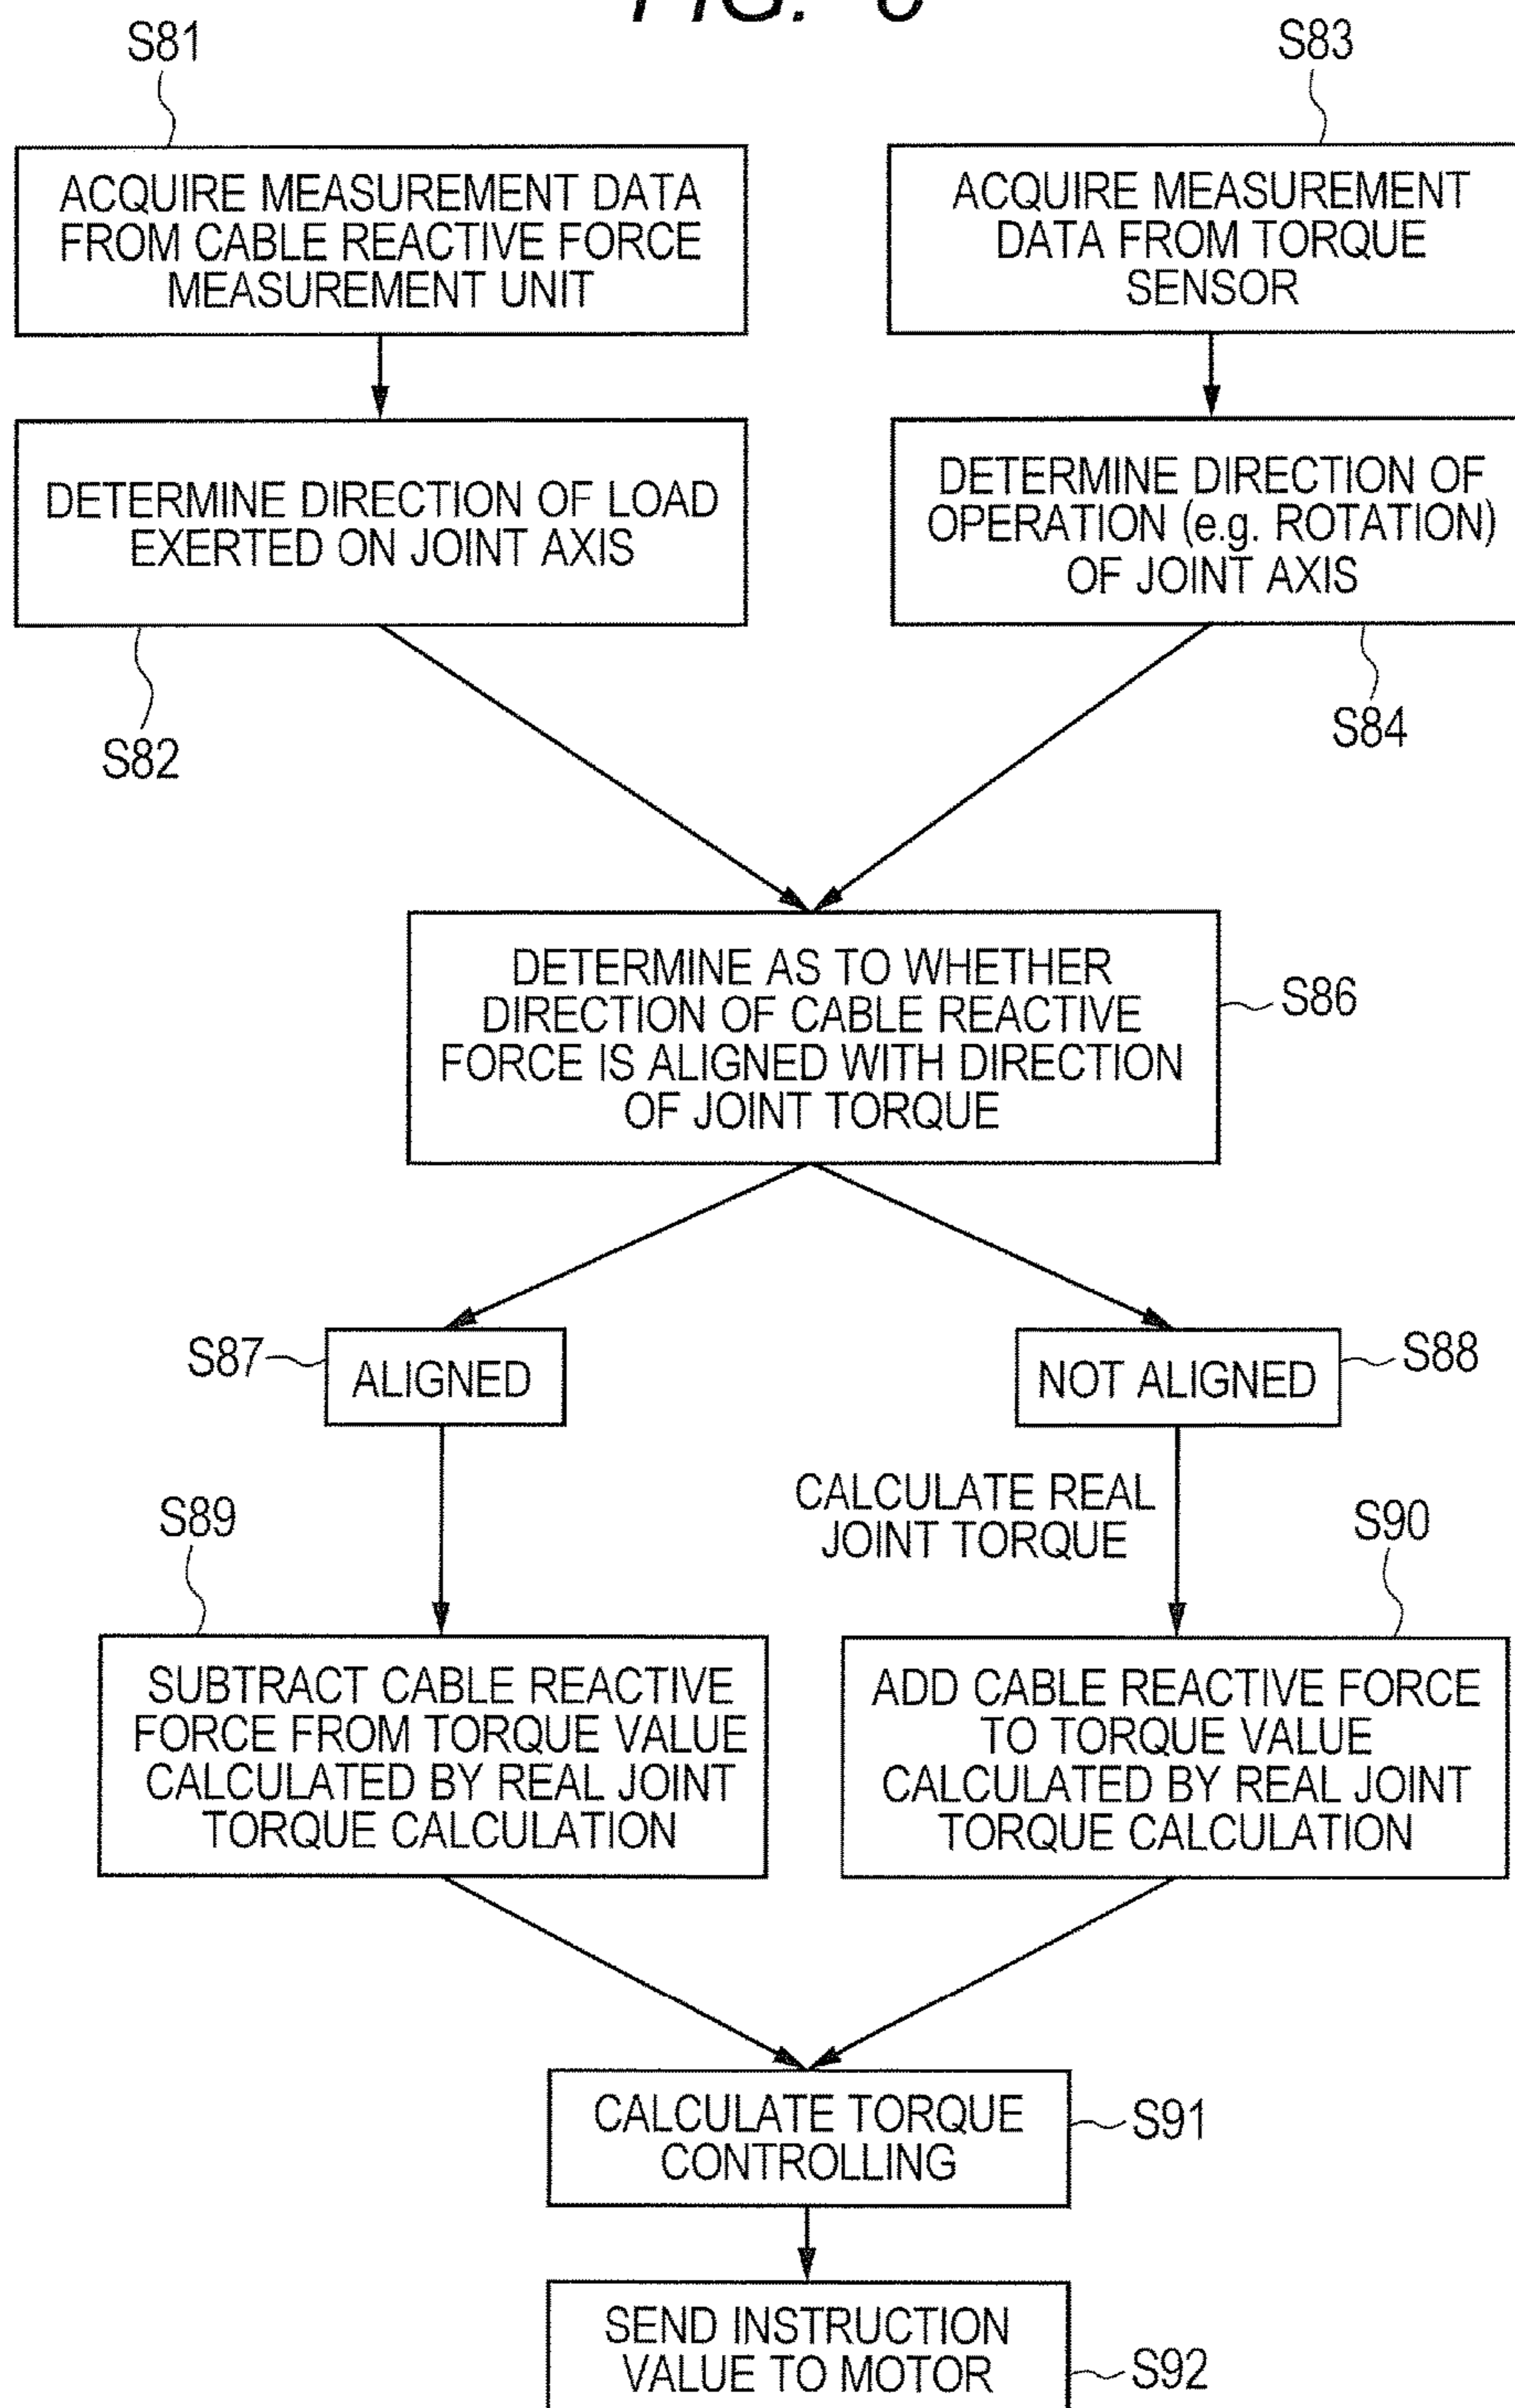 S81
S83
ACQUIRE MEASUREMENT DATA
FROM CABLE REACTIVE FORCE
MEASUREMENT UNIT
ACQUIRE MEASUREMENT
DATA FROM TORQUE
SENSOR
DETERMINE DIRECTION OF LOAD
EXERTED ON JOINT AXIS
DETERMINE DIRECTION OF
OPERATION (e.g. ROTATION)
OF JOINT AXIS
S82
S84
DETERMINE AS TO WHETHER
DIRECTION OF CABLE REACTIVE
FORCE IS ALIGNED WITH DIRECTION
OF JOINT TORQUE
S86
S87
ALIGNED
NOT ALIGNED
S88
CALCULATE REAL
JOINT TORQUE
S89
S90
SUBTRACT CABLE REACTIVE
FORCE FROM TORQUE VALUE
CALCULATED BY REAL JOINT
TORQUE CALCULATION
ADD CABLE REACTIVE FORCE
TO TORQUE VALUE
CALCULATED BY REAL JOINT
TORQUE CALCULATION
CALCULATE TORQUE
CONTROLLING
S91
SEND INSTRUCTION
VALUE TO MOTOR
S92